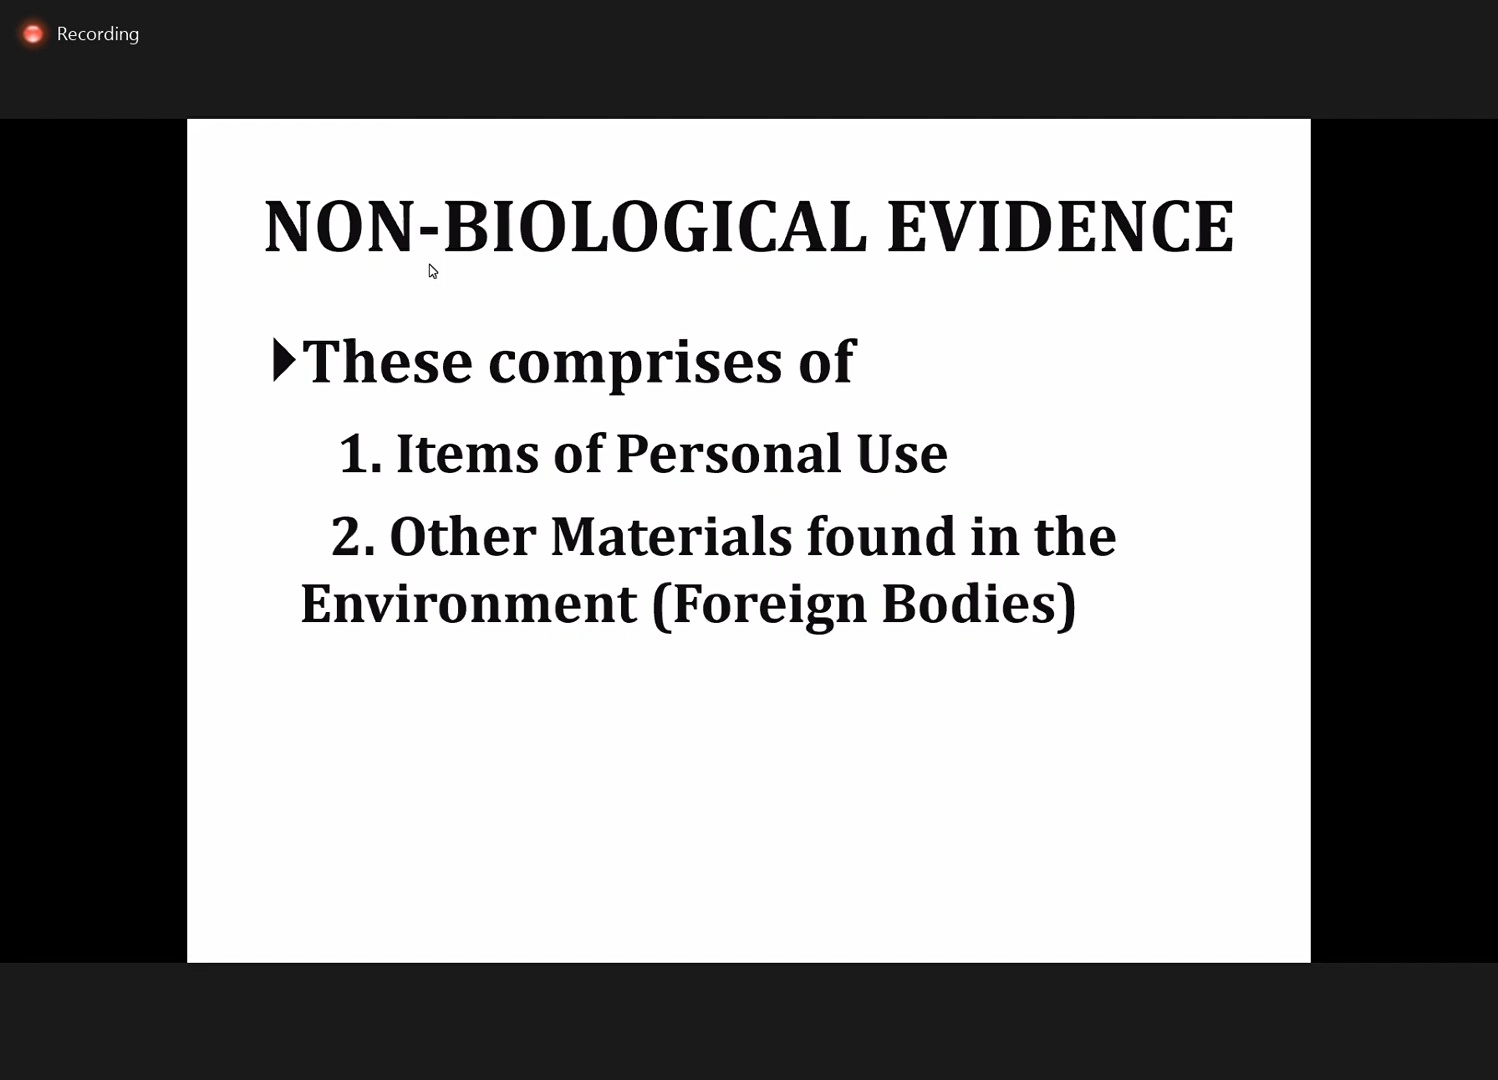 Recording
NON-BIOLOGICAL EVIDENCE
These comprises of
1. Items of Personal Use
2. Other Materials found in the
Environment (Foreign Bodies)